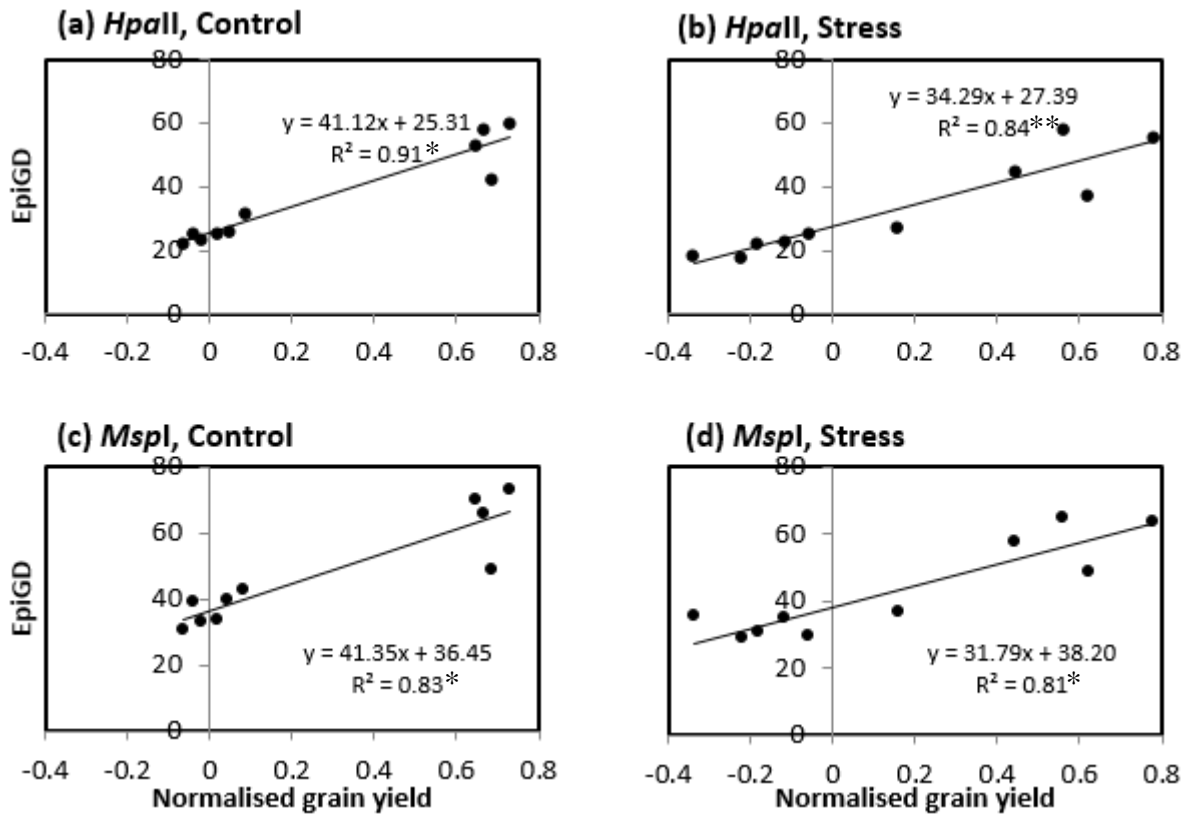 (a) HpaII, Control
80
60
40
20
0
EpiGD
y = 41.12x + 25.31
R² = 0.91*
-0.4 -0.2 0 0.2 0.4 0.6 0.8
(b) HpaII, Stress
80
60
40
20
0
y = 34.29x + 27.39
R² = 0.84**
-0.4 -0.2 0 0.2 0.4 0.6 0.8
(c) MspI, Control
80
60
40
20
0
EpiGD
y = 41.35x + 36.45
R² = 0.83*
-0.4 -0.2 0 0.2 0.4 0.6 0.8
Normalised grain yield
(d) MspI, Stress
80
60
40
20
0
y = 31.79x + 38.20
R² = 0.81*
-0.4 -0.2 0 0.2 0.4 0.6 0.8
Normalised grain yield